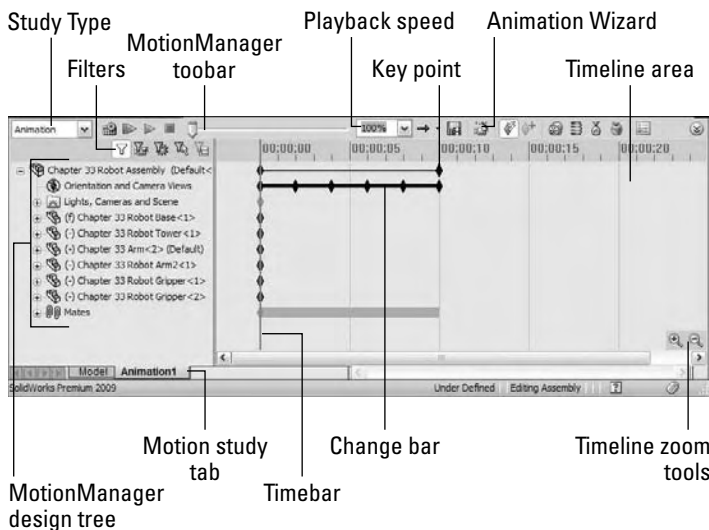 Study Type
MotionManager
toobar
Playback speed
Animation Wizard
Filters
Key point
Timeline area
Animation
100%
00:00:00
00:00:05
00:00:10
00:00:15
00:00:20
Chapter 33 Robot Assembly (Default<
Orientation and Camera Views
Lights, Cameras and Scene
(f) Chapter 33 Robot Base<1>
(-) Chapter 33 Robot Tower<1>
(-) Chapter 33 Arm<2> (Default)
(-) Chapter 33 Robot Arm2<1>
(-) Chapter 33 Robot Gripper<1>
(-) Chapter 33 Robot Gripper<2>
Mates
Model
Animation1
SolidWorks Premium 2009
Under Defined
Editing Assembly
Motion study
tab
Change bar
Timeline zoom
tools
MotionManager
design tree
Timebar